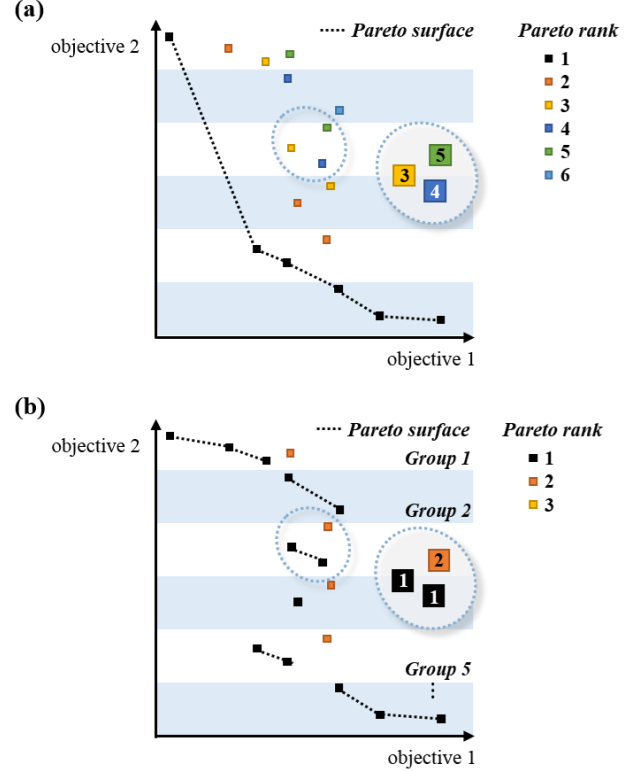 (a)
objective 2
Pareto surface
Pareto rank
1
2
3
4
5
6
5
3
4
objective 1
(b)
objective 2
Pareto surface
Pareto rank
Group 1
1
2
3
Group 2
2
1
1
Group 5
objective 1